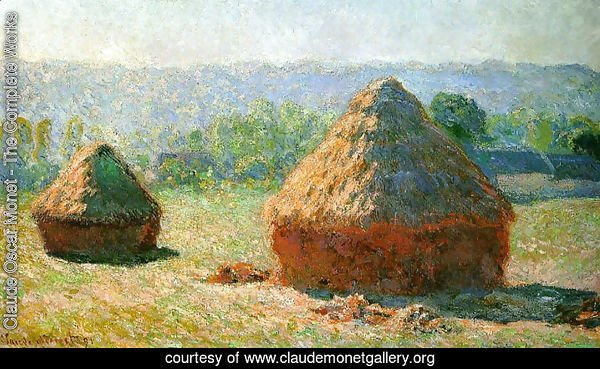 Claude Oscar Monet - The Complete Works
courtesy of www.claudemonetgallery.org